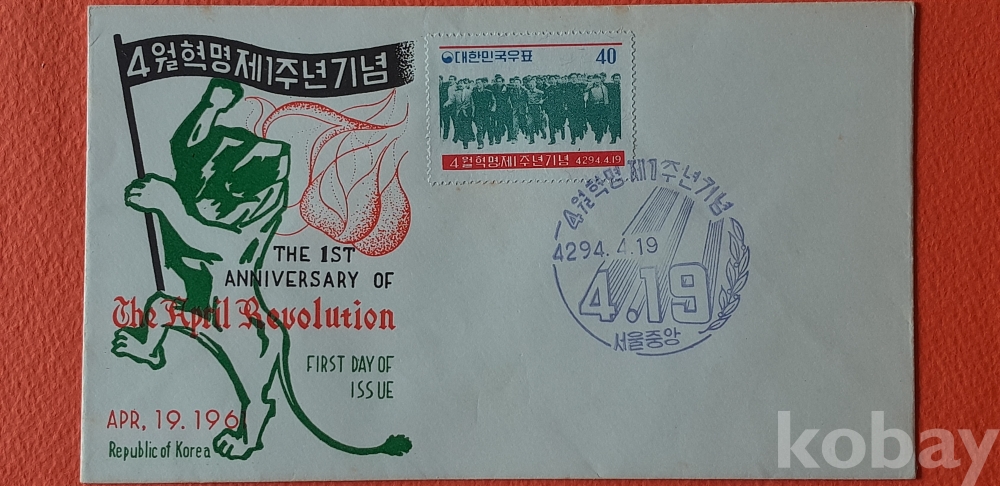 4월혁명제1주년기념
대한민국우표 40
4월혁명제1주년기념 4294.4.19
THE 1ST
ANNIVERSARY OF
The April Revolution
FIRST DAY OF
ISSUE
APR, 19. 196
Republic of Korea
4월혁명제1주년기념
4294.4.19
4.19
서울중앙
kobay